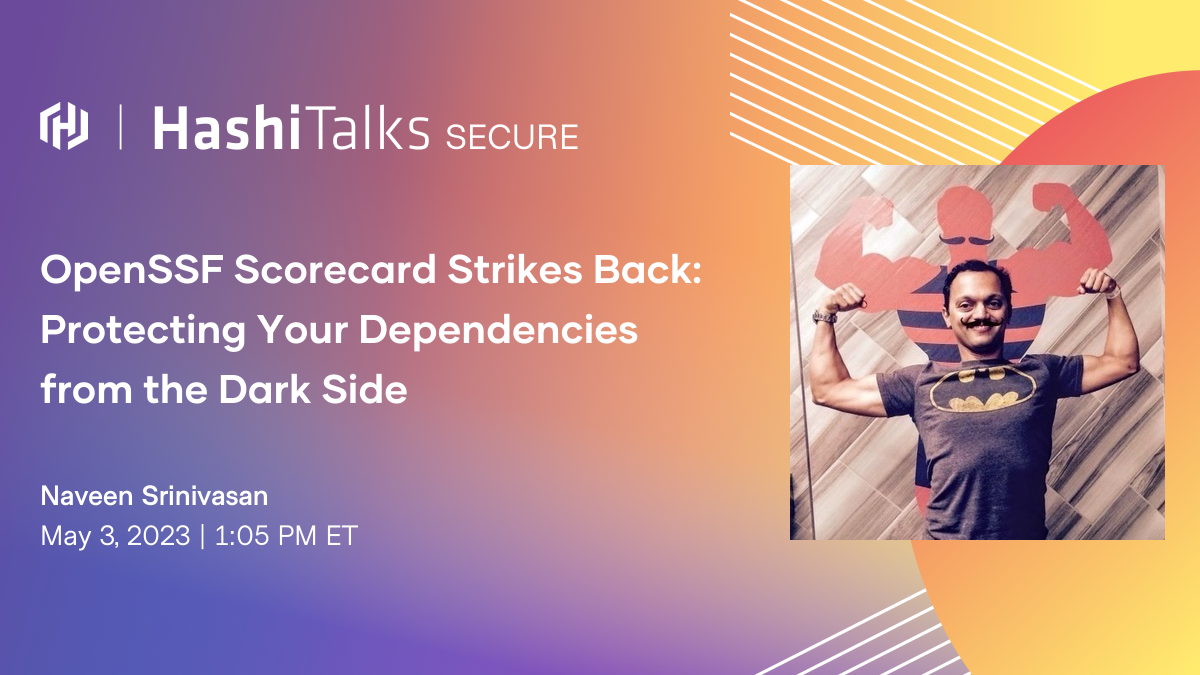 HashiTalks SECURE
OpenSSF Scorecard Strikes Back:
Protecting Your Dependencies
from the Dark Side
Naveen Srinivasan
May 3, 2023 | 1:05 PM ET